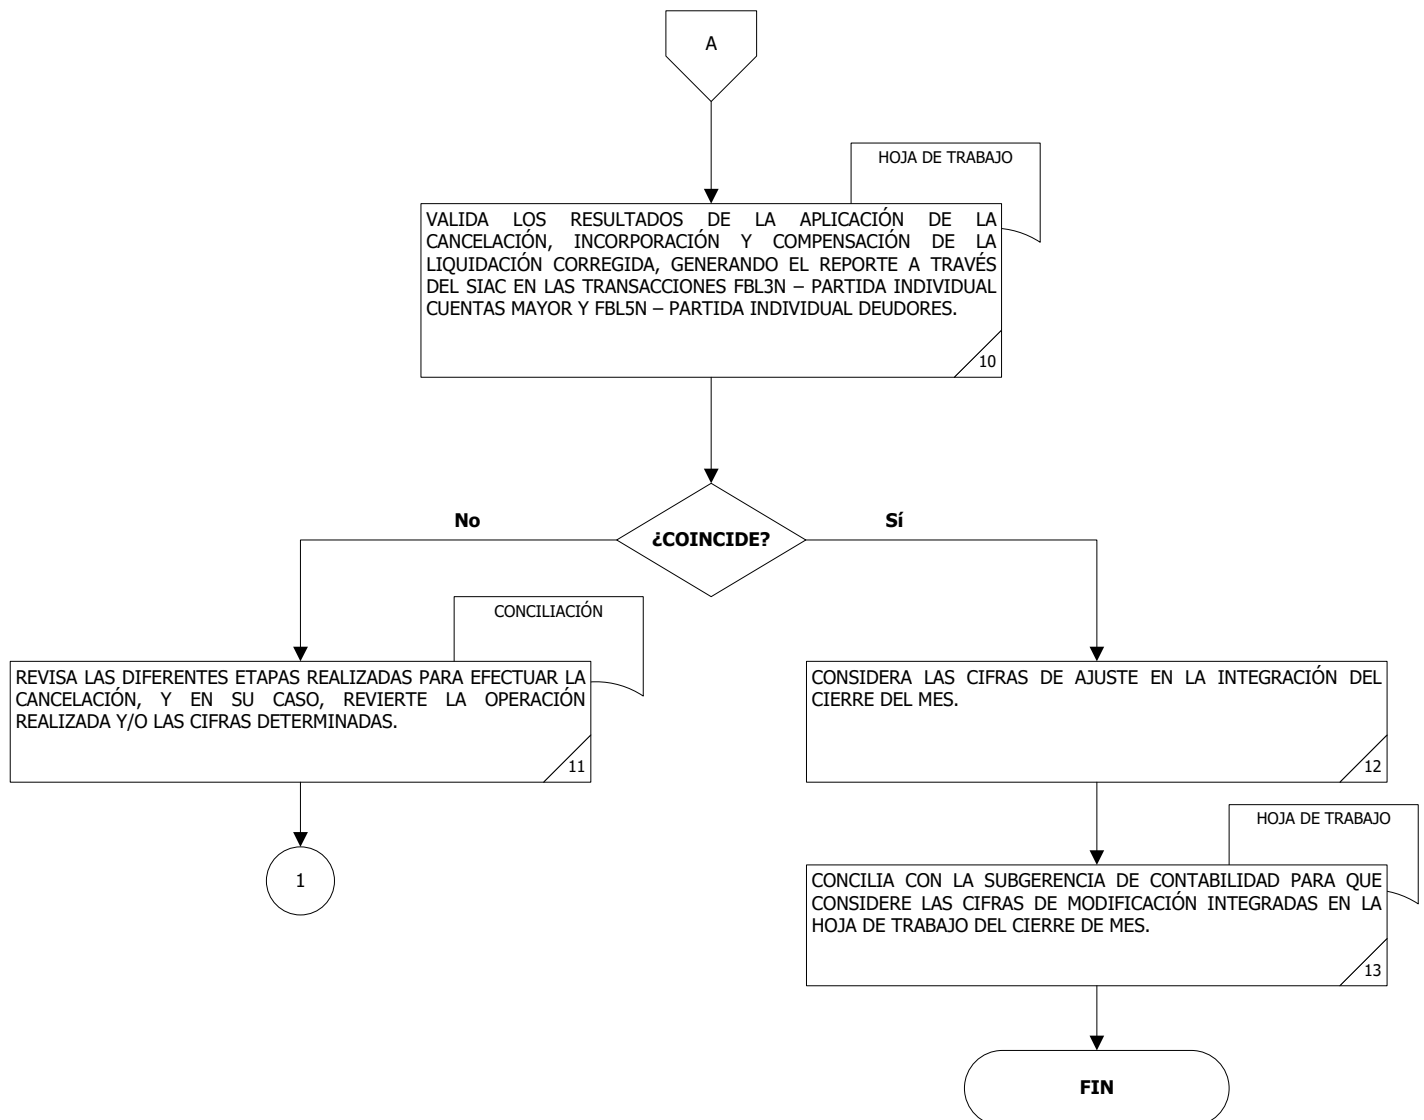 A
HOJA DE TRABAJO
VALIDA LOS RESULTADOS DE LA APLICACIÓN DE LA
CANCELACIÓN, INCORPORACIÓN Y COMPENSACIÓN DE LA
LIQUIDACIÓN CORREGIDA, GENERANDO EL REPORTE A TRAVÉS
DEL SIAC EN LAS TRANSACCIONES FBL3N – PARTIDA INDIVIDUAL
CUENTAS MAYOR Y FBL5N – PARTIDA INDIVIDUAL DEUDORES.
10
No
Sí
¿COINCIDE?
CONCILIACIÓN
REVISA LAS DIFERENTES ETAPAS REALIZADAS PARA EFECTUAR LA
CANCELACIÓN, Y EN SU CASO, REVIERTE LA OPERACIÓN
REALIZADA Y/O LAS CIFRAS DETERMINADAS.
11
1
CONSIDERA LAS CIFRAS DE AJUSTE EN LA INTEGRACIÓN DEL
CIERRE DEL MES.
12
HOJA DE TRABAJO
CONCILIA CON LA SUBGERENCIA DE CONTABILIDAD PARA QUE
CONSIDERE LAS CIFRAS DE MODIFICACIÓN INTEGRADAS EN LA
HOJA DE TRABAJO DEL CIERRE DE MES.
13
FIN